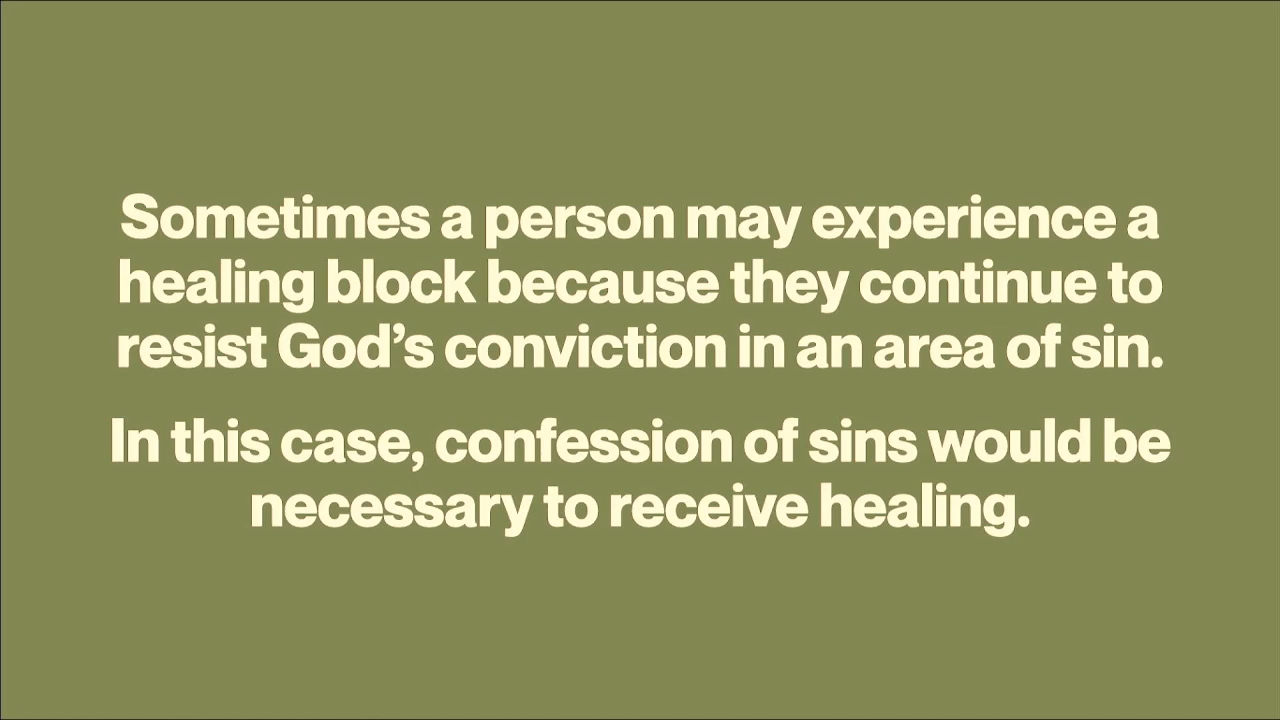 Sometimes a person may experience a
healing block because they continue to
resist God’s conviction in an area of sin.
In this case, confession of sins would be
necessary to receive healing.